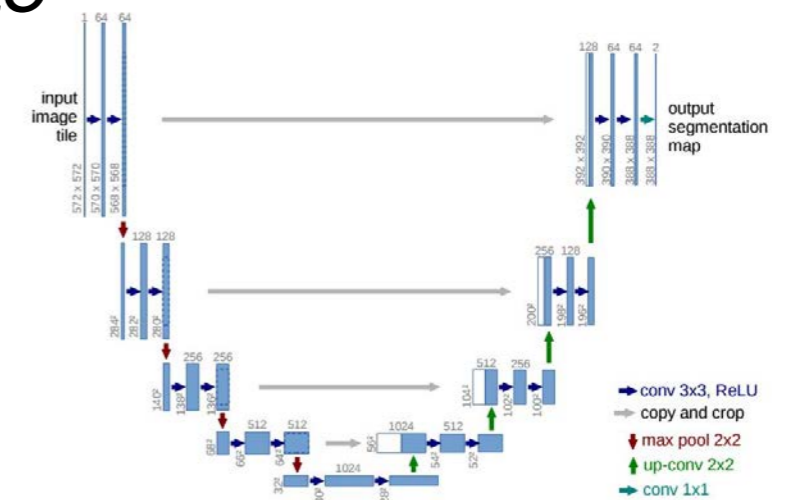 1 64 64
input
image
tile
572 x 572
570 x 570
568 x 568
128 64 64 2
392 x 392
390 x 390
388 x 388
388 x 388
output
segmentation
map
128 128
284²
282²
280²
256 128
200²
198²
196²
256 256
140²
138²
136²
512 256
104²
102²
100²
512 512
68²
66²
64²
1024 512
56²
54²
52²
1024
32²
conv 3x3, ReLU
copy and crop
max pool 2x2
up-conv 2x2
conv 1x1